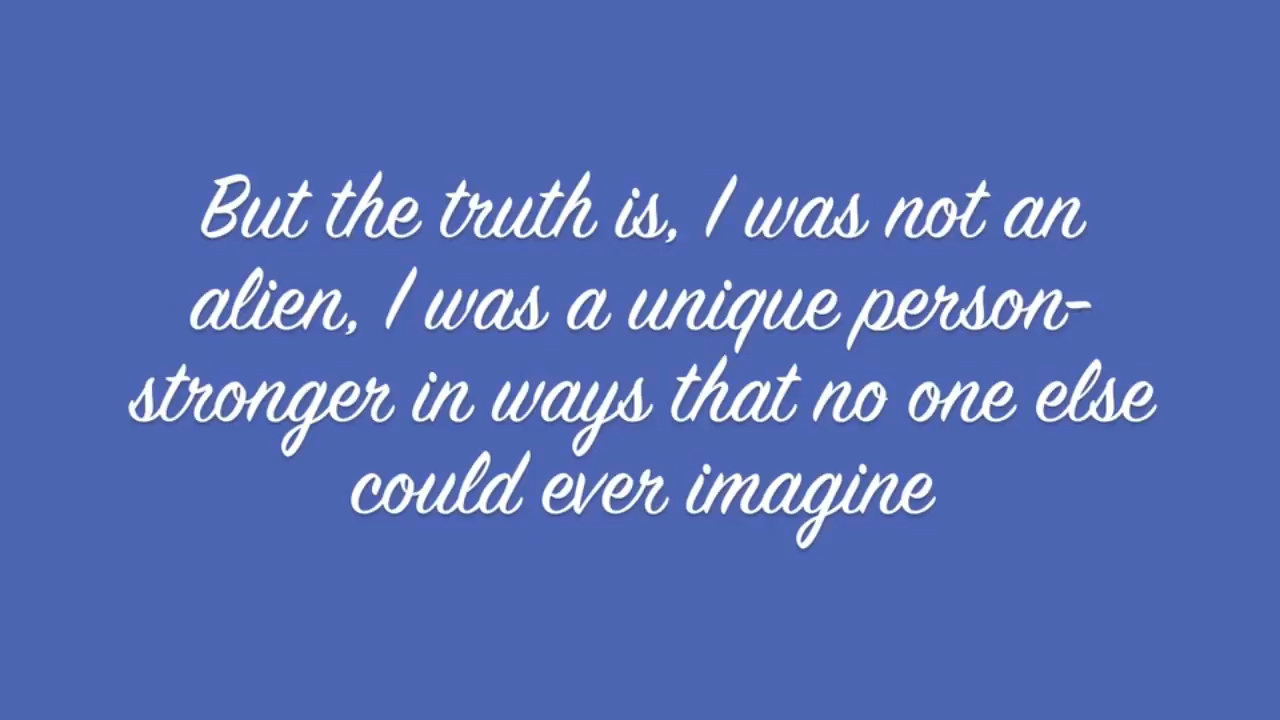 But the truth is, I was not an
alien, I was a unique person-
stronger in ways that no one else
could ever imagine